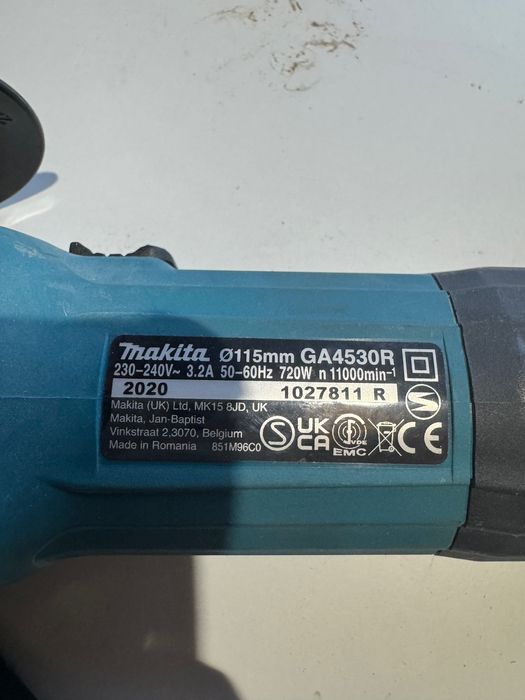 makita Ø115mm GA4530R
230-240V~ 3.2A 50-60Hz 720W n 11000min⁻¹
2020 1027811 R
Makita (UK) Ltd, MK15 8JD, UK
Makita, Jan-Baptist
Vinkstraat 2,3070, Belgium
Made in Romania 851M96C0
S UK CA VDE EMC CE